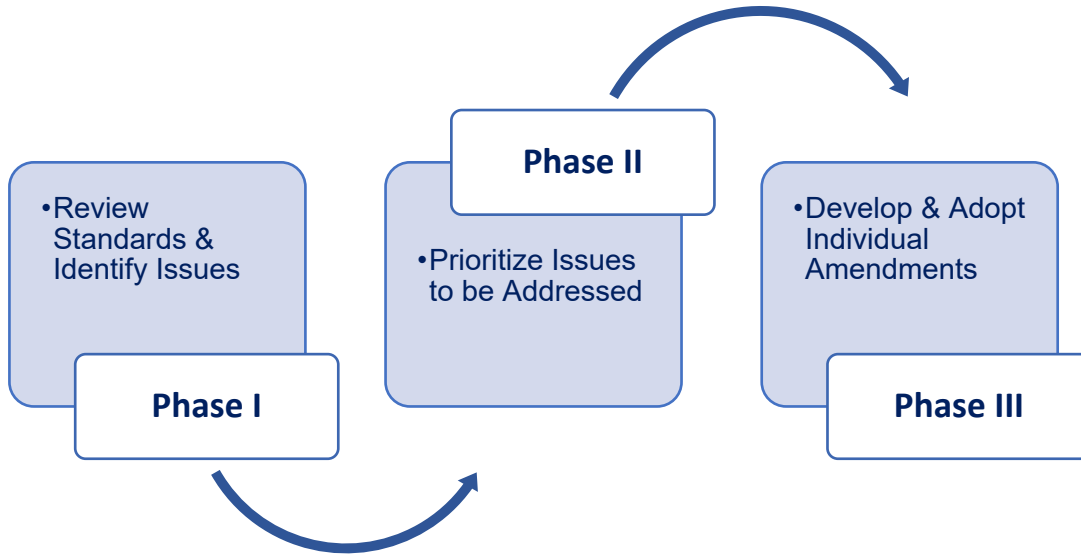 •Review
Standards &
Identify Issues
Phase I
Phase II
•Prioritize Issues
to be Addressed
•Develop & Adopt
Individual
Amendments
Phase III